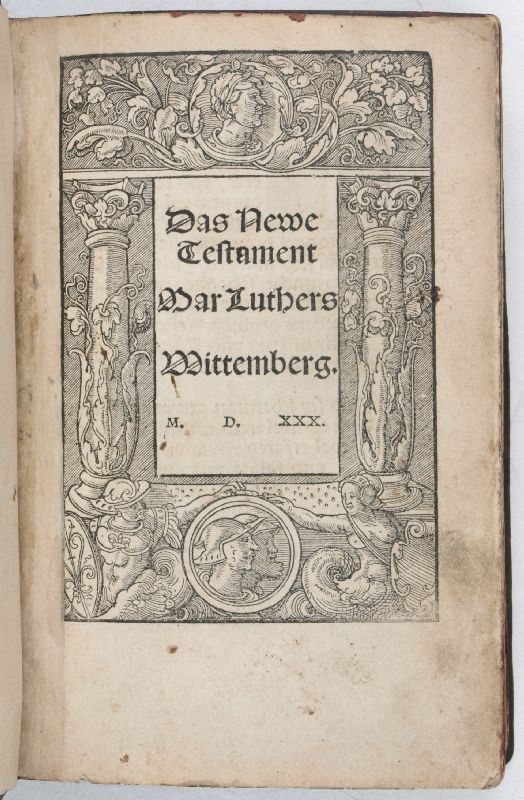 Das Newe
Testament
Mar Luthers
Wittemberg.
M. D. XXX.